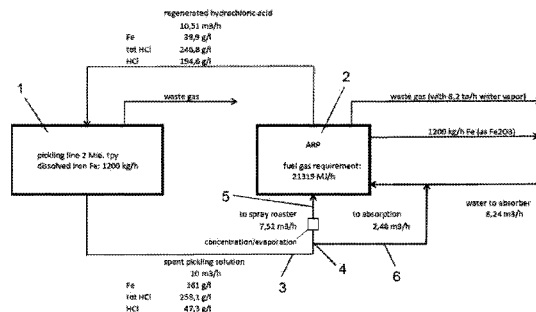 regenerated hydrochloric acid
10,51 m3/h
Fe 39,9 g/l
tot HCl 246,8 g/l
HCl 194,6 g/l
1
2
waste gas
waste gas (with 8,2 to/h water vapor)
pickling line 2 Mio. tpy
dissolved iron Fe: 1200 kg/h
ARP
fuel gas requirement:
21319 MJ/h
1200 kg/h Fe (as Fe2O3)
5
to spray roaster
7,52 m3/h
to absorption
2,48 m3/h
water to absorber
8,24 m3/h
concentration/evaporation
spent pickling solution
10 m3/h
3
4
6
Fe 161 g/l
tot HCl 258,1 g/l
HCl 47,3 g/l